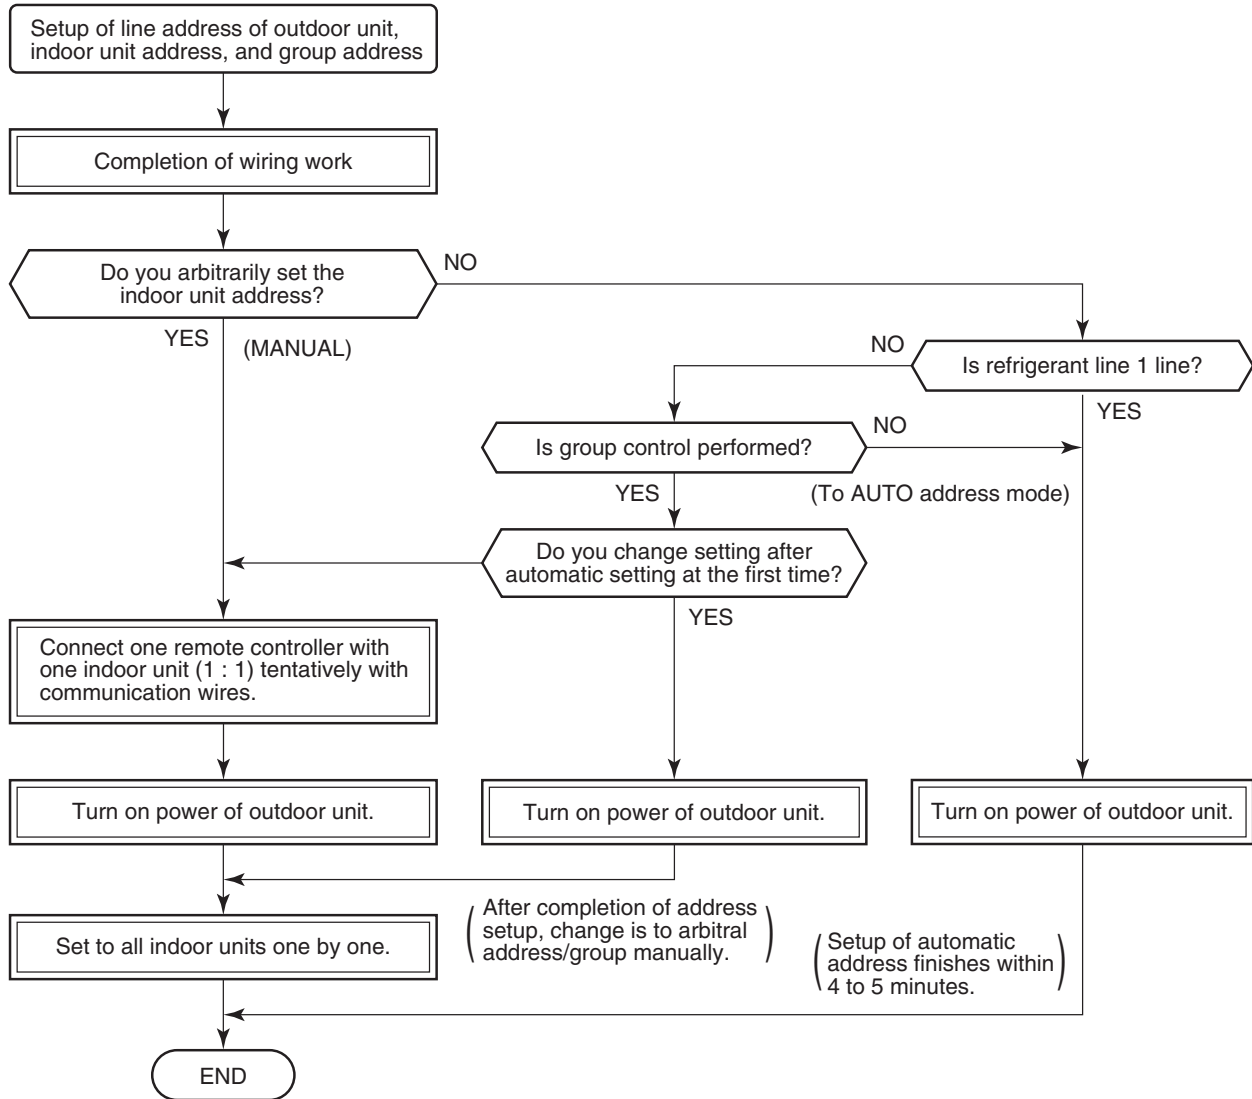 Setup of line address of outdoor unit,
indoor unit address, and group address
Completion of wiring work
Do you arbitrarily set the
indoor unit address?
NO
YES
(MANUAL)
NO
Is refrigerant line 1 line?
YES
Is group control performed?
NO
YES
(To AUTO address mode)
Do you change setting after
automatic setting at the first time?
YES
Connect one remote controller with
one indoor unit (1 : 1) tentatively with
communication wires.
Turn on power of outdoor unit.
Turn on power of outdoor unit.
Turn on power of outdoor unit.
(After completion of address
setup, change is to arbitral
address/group manually.)
Set to all indoor units one by one.
(Setup of automatic
address finishes within
4 to 5 minutes.)
END